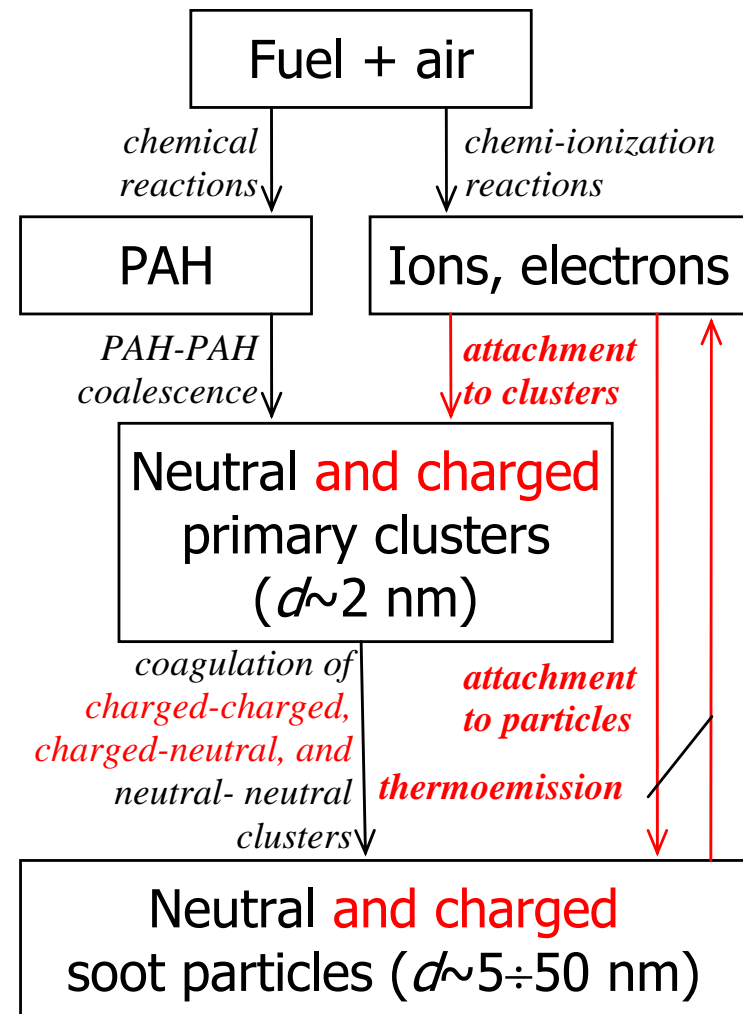 Fuel + air
chemical
reactions
chemi-ionization
reactions
PAH
Ions, electrons
PAH-PAH
coalescence
attachment
to clusters
Neutral and charged
primary clusters
(d~2 nm)
coagulation of
charged-charged,
charged-neutral, and
neutral- neutral
clusters
attachment
to particles
thermoemission
Neutral and charged
soot particles (d~5÷50 nm)